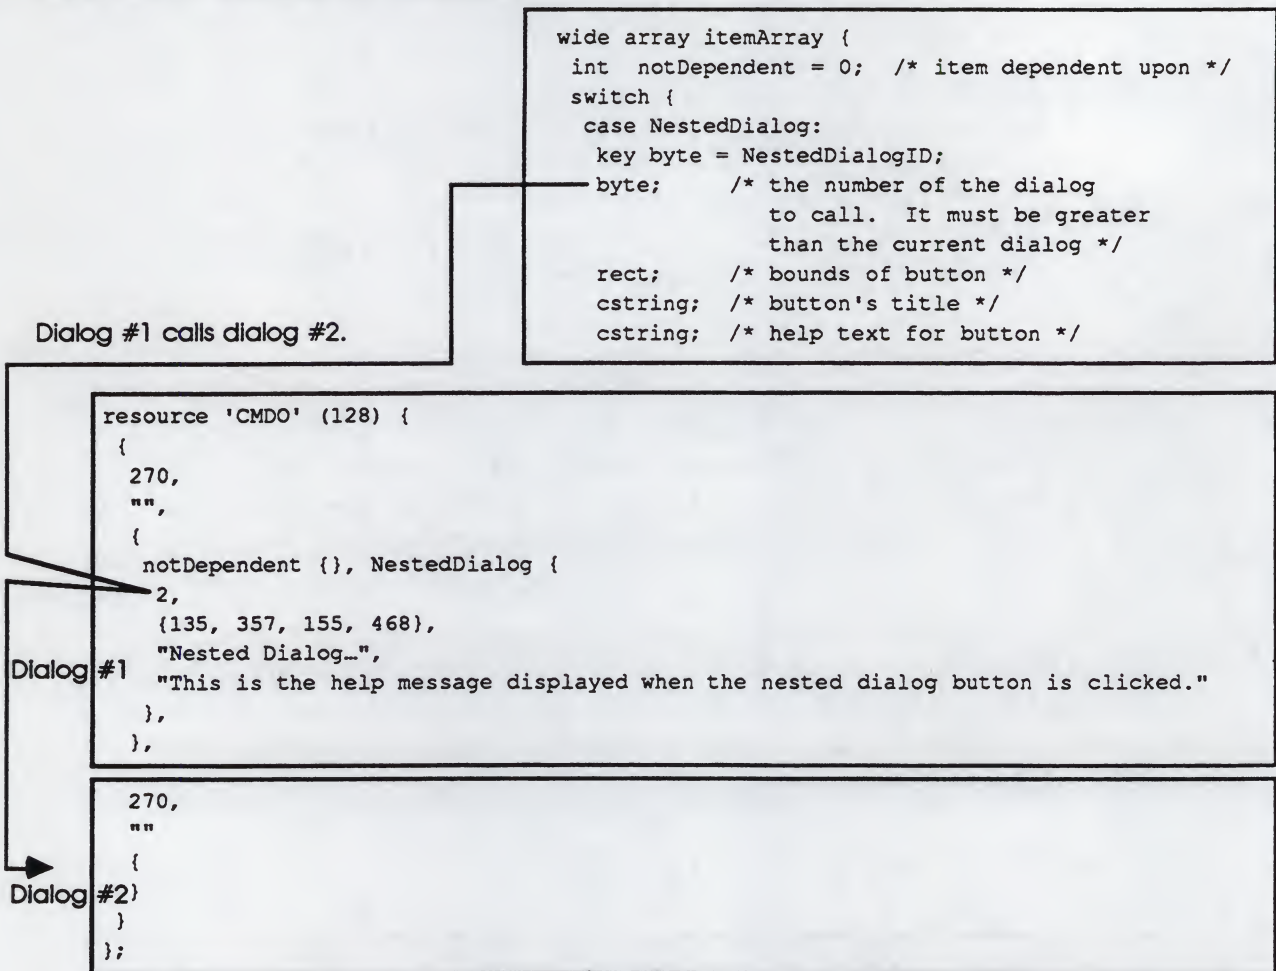 wide array itemArray {
int notDependent = 0; /* item dependent upon */
switch {
case NestedDialog:
key byte = NestedDialogID;
byte; /* the number of the dialog
to call. It must be greater
than the current dialog */
rect; /* bounds of button */
cstring; /* button's title */
cstring; /* help text for button */
Dialog #1 calls dialog #2.
resource 'CMDO' (128) {
{
270,
"",
{
notDependent {}, NestedDialog {
2,
{135, 357, 155, 468},
"Nested Dialog…",
Dialog #1
"This is the help message displayed when the nested dialog button is clicked."
},
},
270,
""
{
Dialog #2
}
}
};